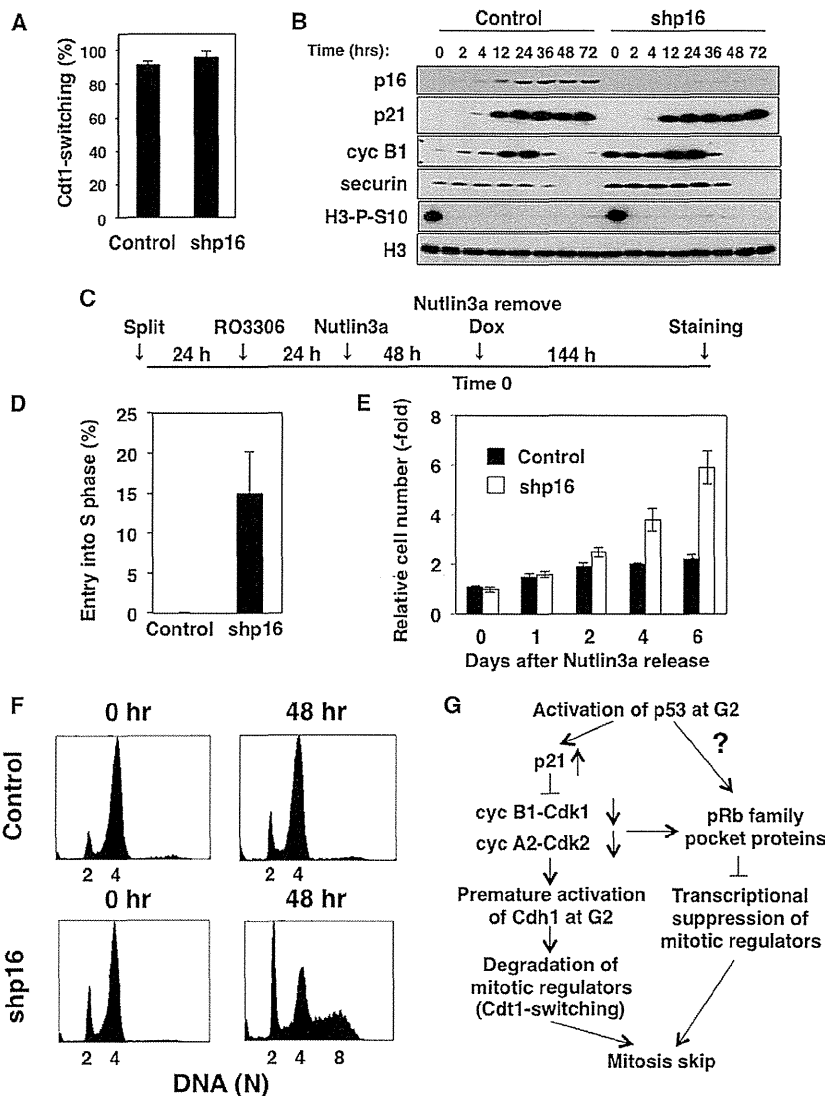 A
Cdt1-switching (%)
100
80
60
40
20
0
Control shp16
B
Control shp16
Time (hrs): 0 2 4 12 24 36 48 72 0 2 4 12 24 36 48 72
p16
p21
cyc B1
securin
H3-P-S10
H3
C
Nutlin3a remove
Split RO3306 Nutlin3a Dox Staining
24 h 24 h 48 h 144 h
Time 0
D
Entry into S phase (%)
25
20
15
10
5
0
Control shp16
E
Relative cell number (-fold)
8
6
4
2
0
Control
shp16
0 1 2 4 6
Days after Nutlin3a release
F
0 hr 48 hr
Control
2 4 2 4
0 hr 48 hr
shp16
2 4 2 4 8
DNA (N)
G
Activation of p53 at G2
?
p21
cyc B1-Cdk1
cyc A2-Cdk2
pRb family
pocket proteins
Premature activation
of Cdh1 at G2
Transcriptional
suppression of
mitotic regulators
Degradation of
mitotic regulators
(Cdt1-switching)
Mitosis skip